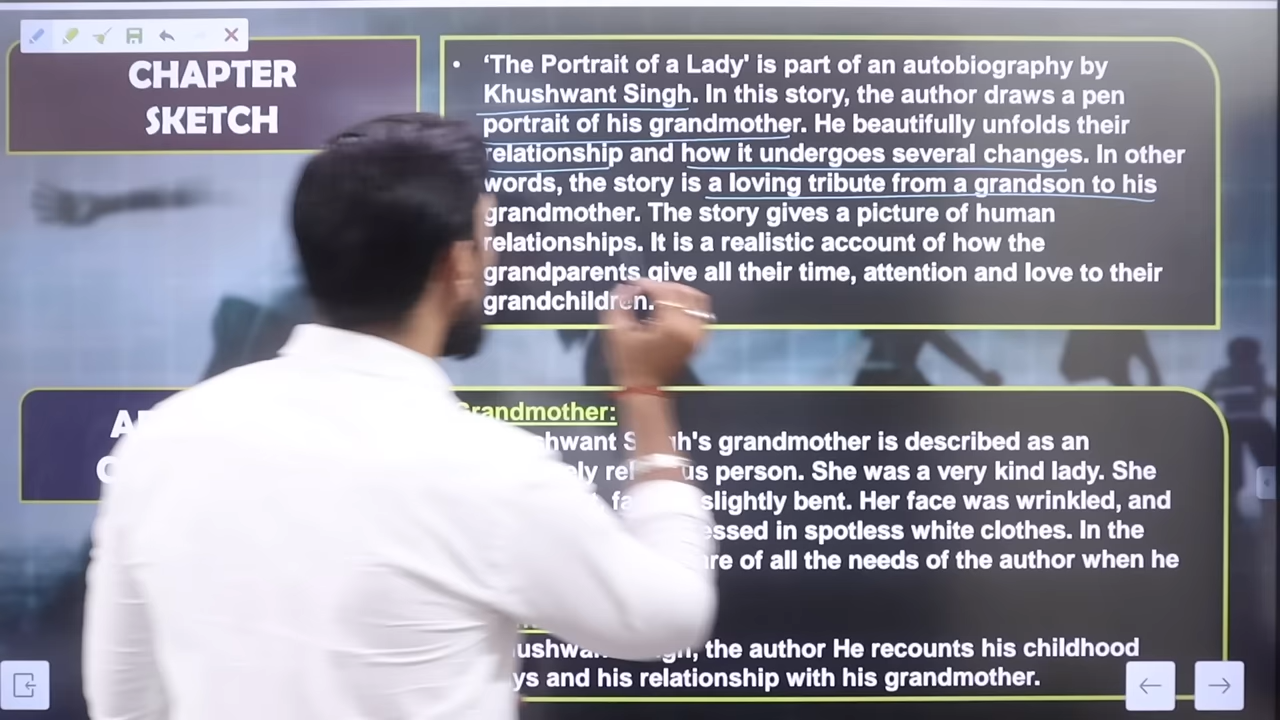 CHAPTER
SKETCH
• ‘The Portrait of a Lady' is part of an autobiography by
Khushwant Singh. In this story, the author draws a pen
portrait of his grandmother. He beautifully unfolds their
relationship and how it undergoes several changes. In other
words, the story is a loving tribute from a grandson to his
grandmother. The story gives a picture of human
relationships. It is a realistic account of how the
grandparents give all their time, attention and love to their
grandchildren.
Grandmother:
grandmother is described as an
person. She was a very kind lady. She
slightly bent. Her face was wrinkled, and
in spotless white clothes. In the
of all the needs of the author when he
the author He recounts his childhood
and his relationship with his grandmother.